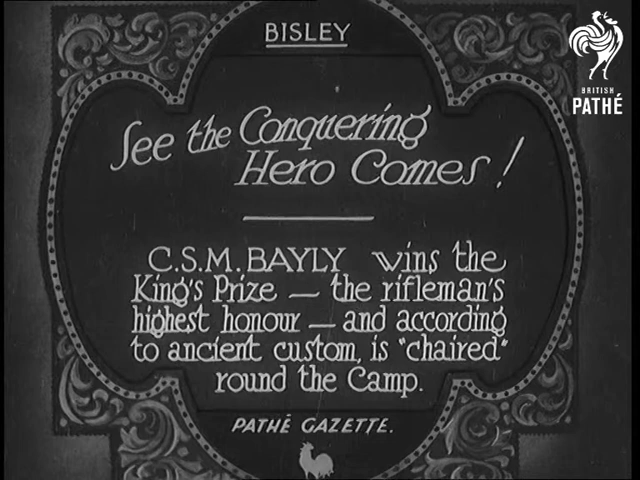 BISLEY
BRITISH
PATHÉ
See the Conquering
Hero Comes!
C.S.M. BAYLY wins the
King's Prize — the rifleman's
highest honour — and according
to ancient custom, is "chaired"
round the Camp.
PATHÉ GAZETTE.